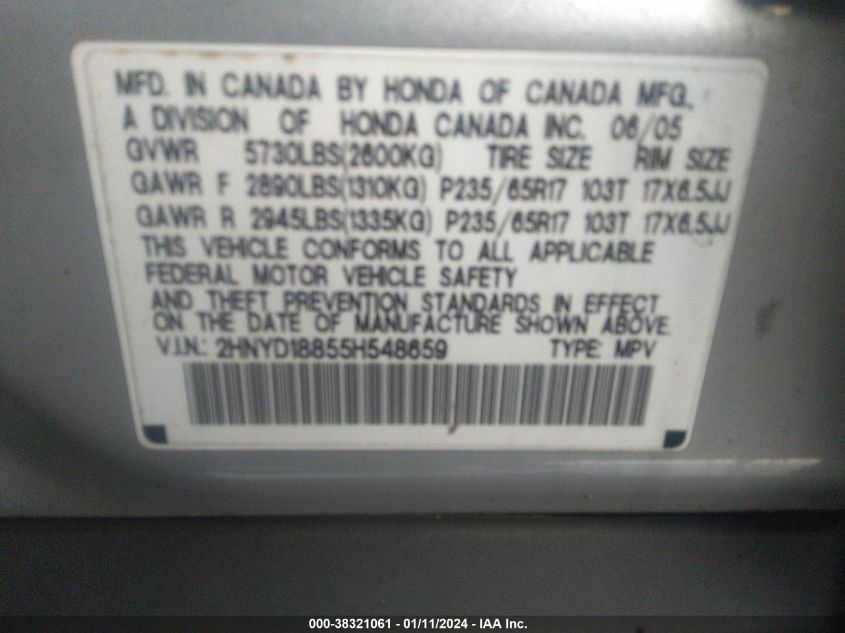 MFD. IN CANADA BY HONDA OF CANADA MFG.,
A DIVISION OF HONDA CANADA INC. 06/05
GVWR 5730LBS(2600KG) TIRE SIZE RIM SIZE
GAWR F 2890LBS(1310KG) P235/65R17 103T 17X6.5JJ
GAWR R 2945LBS(1335KG) P235/65R17 103T 17X6.5JJ
THIS VEHICLE CONFORMS TO ALL APPLICABLE
FEDERAL MOTOR VEHICLE SAFETY
AND THEFT PREVENTION STANDARDS IN EFFECT
ON THE DATE OF MANUFACTURE SHOWN ABOVE.
V.I.N.: 2HNYD18855H548659 TYPE: MPV
000-38321061 - 01/11/2024 - IAA Inc.